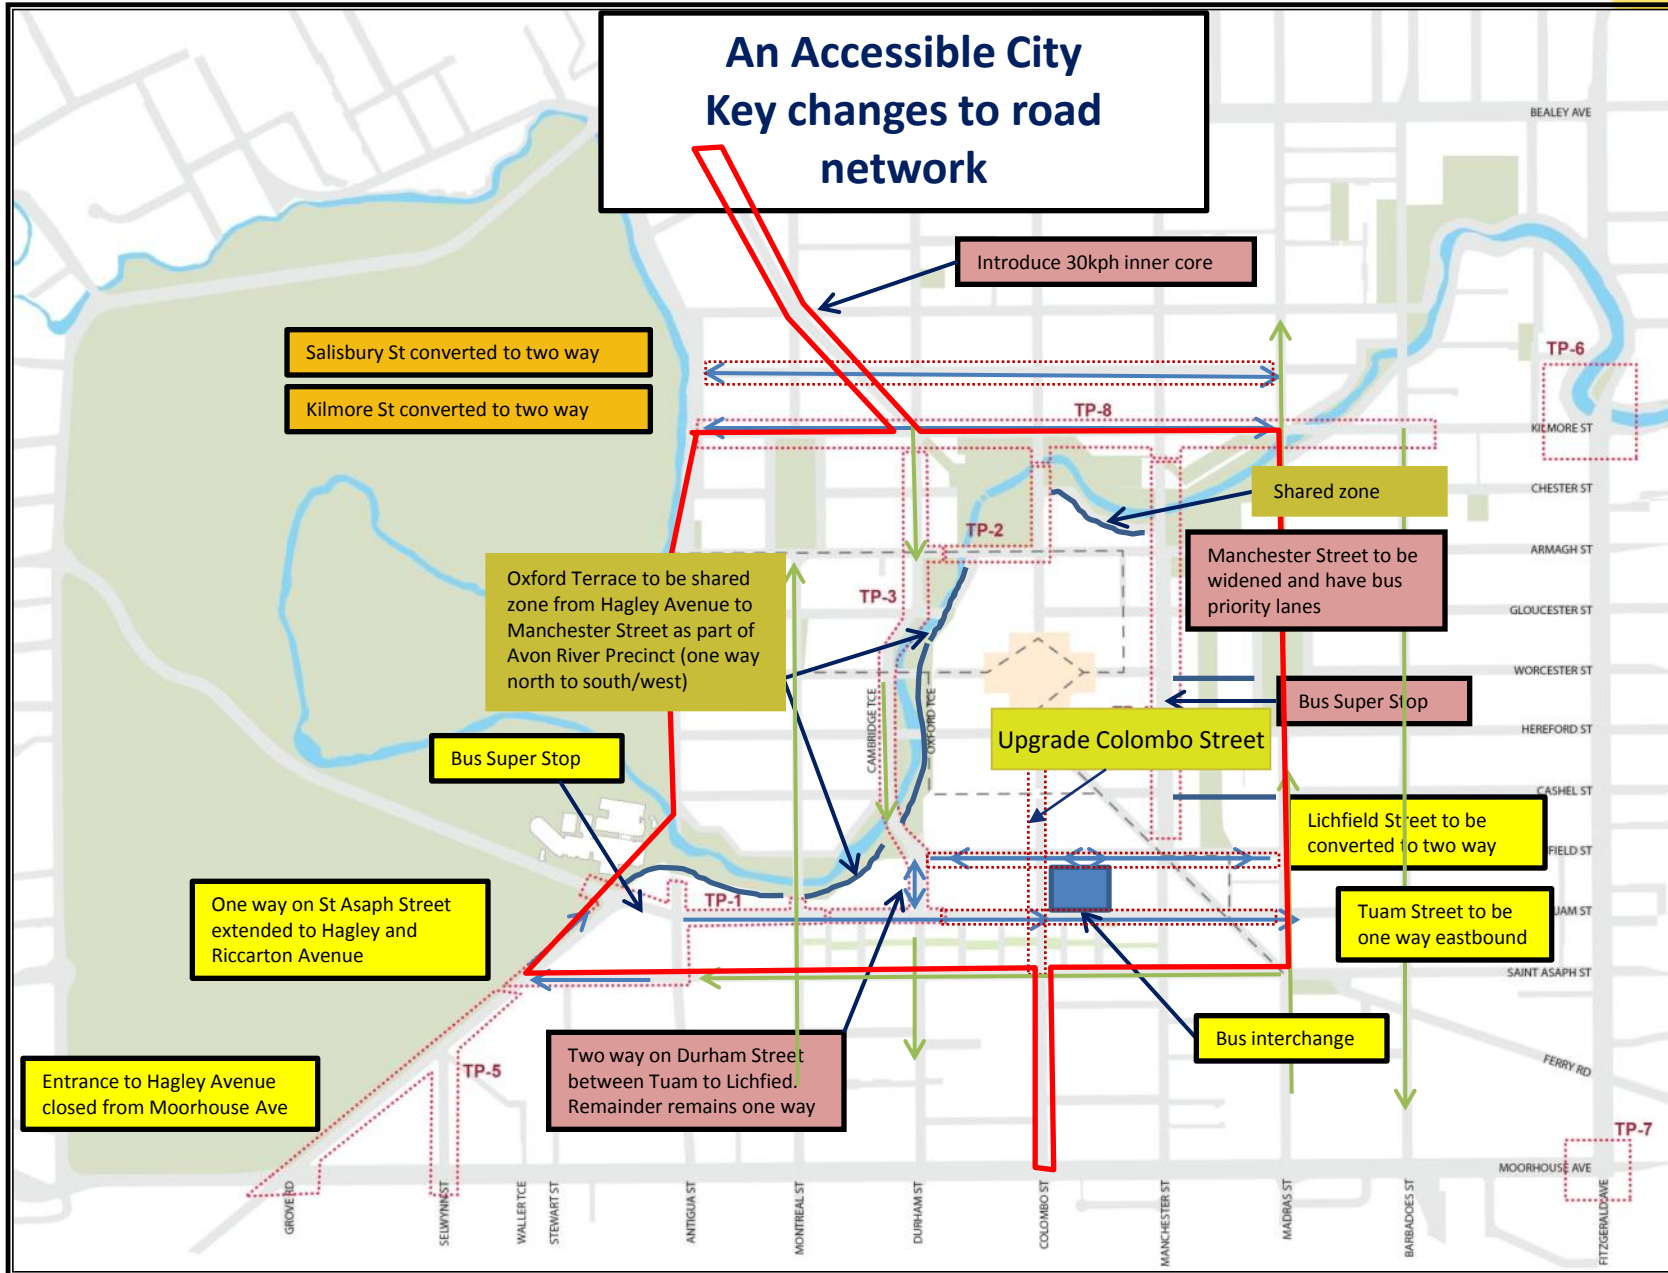 An Accessible City
Key changes to road
network
BEALEY AVE
Introduce 30kph inner core
Salisbury St converted to two way
TP-6
Kilmore St converted to two way
TP-8
KILMORE ST
Shared zone
CHESTER ST
TP-2
Manchester Street to be
widened and have bus
priority lanes
ARMAGH ST
Oxford Terrace to be shared
zone from Hagley Avenue to
Manchester Street as part of
Avon River Precinct (one way
north to south/west)
TP-3
GLOUCESTER ST
WORCESTER ST
Bus Super Stop
CAMBRIDGE TCE
OXFORD TCE
HEREFORD ST
Upgrade Colombo Street
Bus Super Stop
CASHEL ST
Lichfield Street to be
converted to two way
FIELD ST
One way on St Asaph Street
extended to Hagley and
Riccarton Avenue
TP-1
Tuam Street to be
one way eastbound
UAM ST
SAINT ASAPH ST
Bus interchange
Two way on Durham Street
between Tuam to Lichfied.
Remainder remains one way
FERRY RD
Entrance to Hagley Avenue
closed from Moorhouse Ave
TP-5
TP-7
MOORHOUSE AVE
GROVE RD
SELWYN ST
WALLER TCE
STEWART ST
ANTIGUA ST
MONTREAL ST
DURHAM ST
COLOMBO ST
MANCHESTER ST
MADRAS ST
BARBADOES ST
FITZGERALD AVE